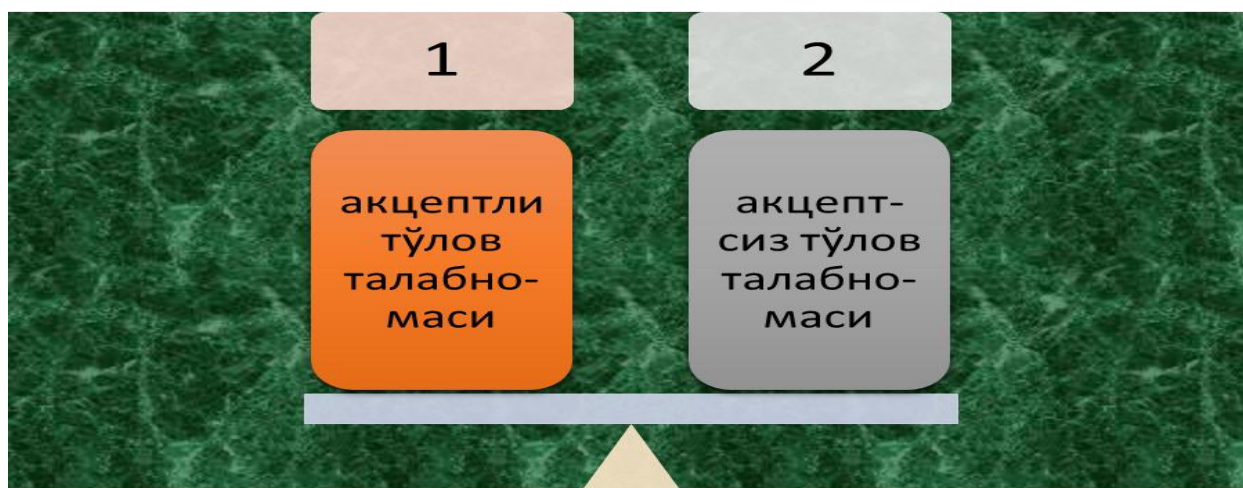 1
2
акцептли
тўлов
талабно-
маси
акцепт-
сиз тўлов
талабно-
маси